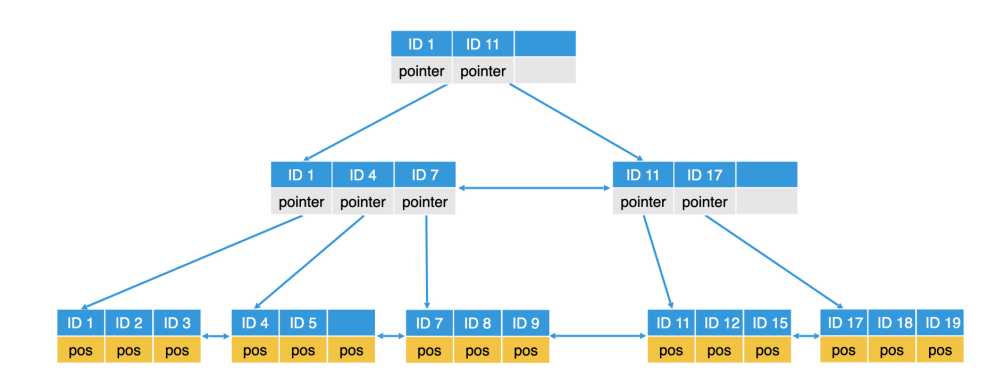 ID 1 ID 11
pointer pointer
ID 1 ID 4 ID 7
pointer pointer pointer
ID 11 ID 17
pointer pointer
ID 1 ID 2 ID 3
pos pos pos
ID 4 ID 5
pos pos pos
ID 7 ID 8 ID 9
pos pos pos
ID 11 ID 12 ID 15
pos pos pos
ID 17 ID 18 ID 19
pos pos pos